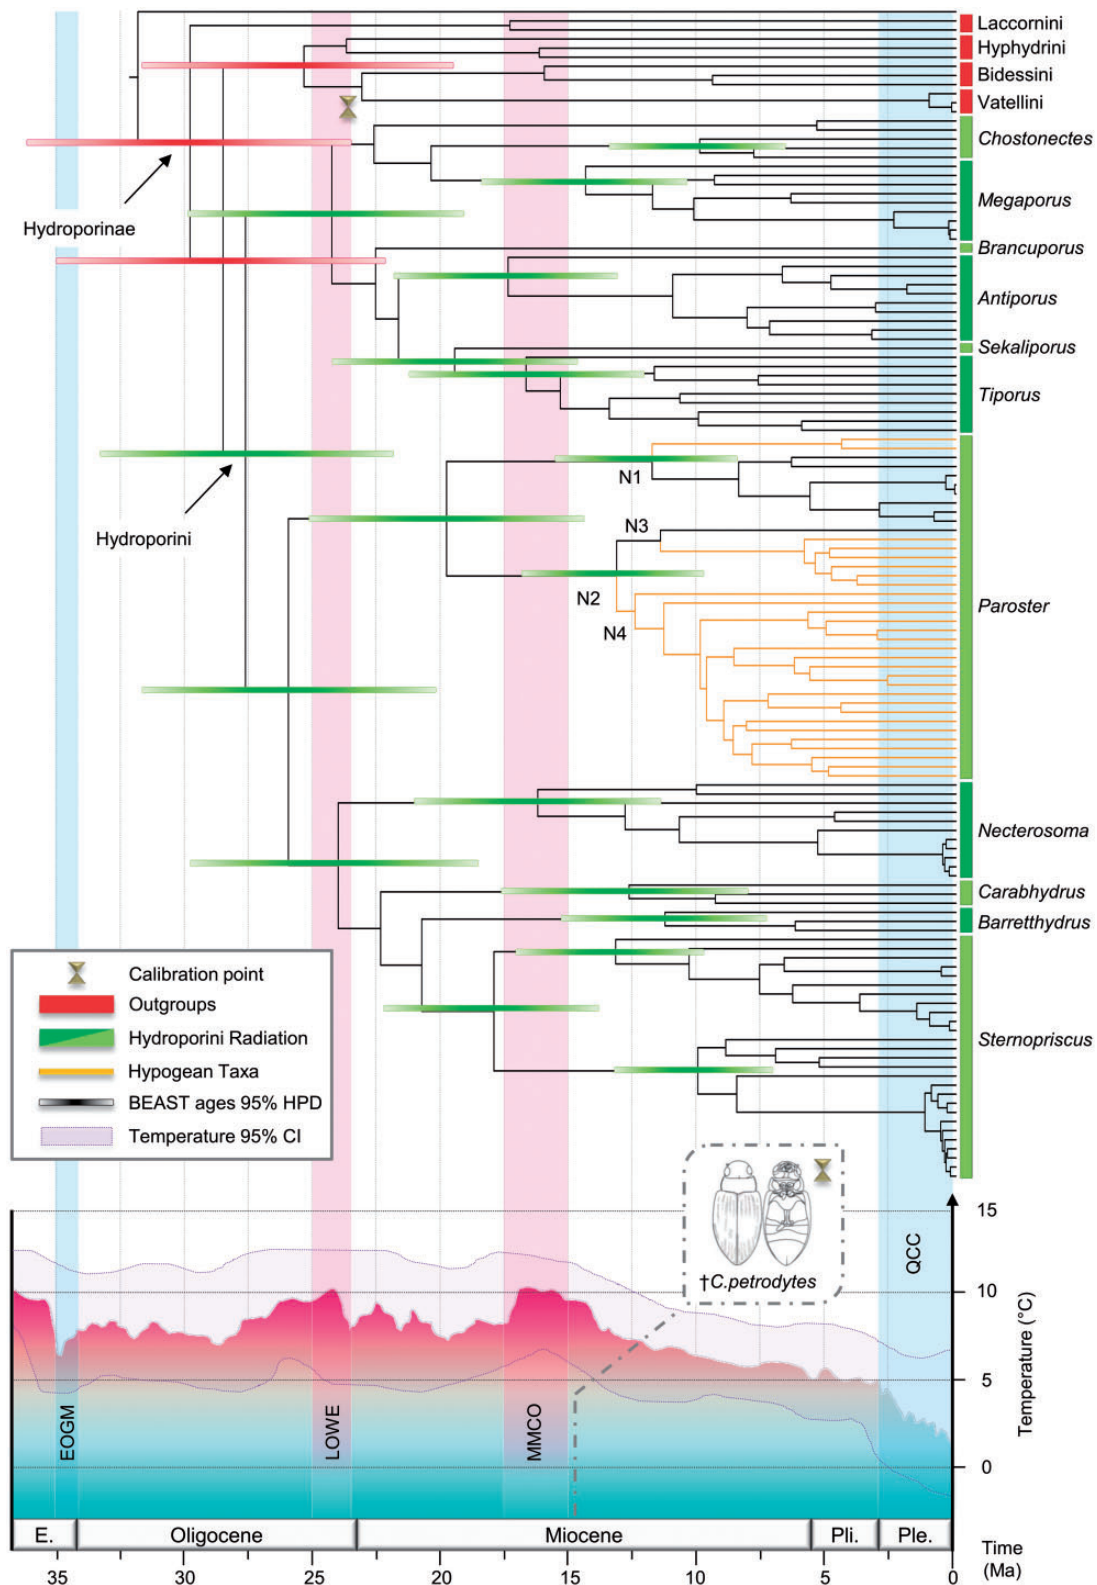 Laccornini
Hyphydrini
Bidessini
Vatellini
Chostonectes
Megaporus
Hydroporinae
Brancuporus
Antiporus
Sekaliporus
Tiporus
N1
Hydroporini
N3
N2
N4
Paroster
Necterosoma
Carabhydrus
Barretthydrus
Sternopriscus
Calibration point
Outgroups
Hydroporini Radiation
Hypogean Taxa
BEAST ages 95% HPD
Temperature 95% CI
†C.petrodytes
EOGM
LOWE
MMCO
QCC
15
10
5
0
Temperature (°C)
E.
Oligocene
Miocene
Pli.
Ple.
Time
(Ma)
35 30 25 20 15 10 5 0